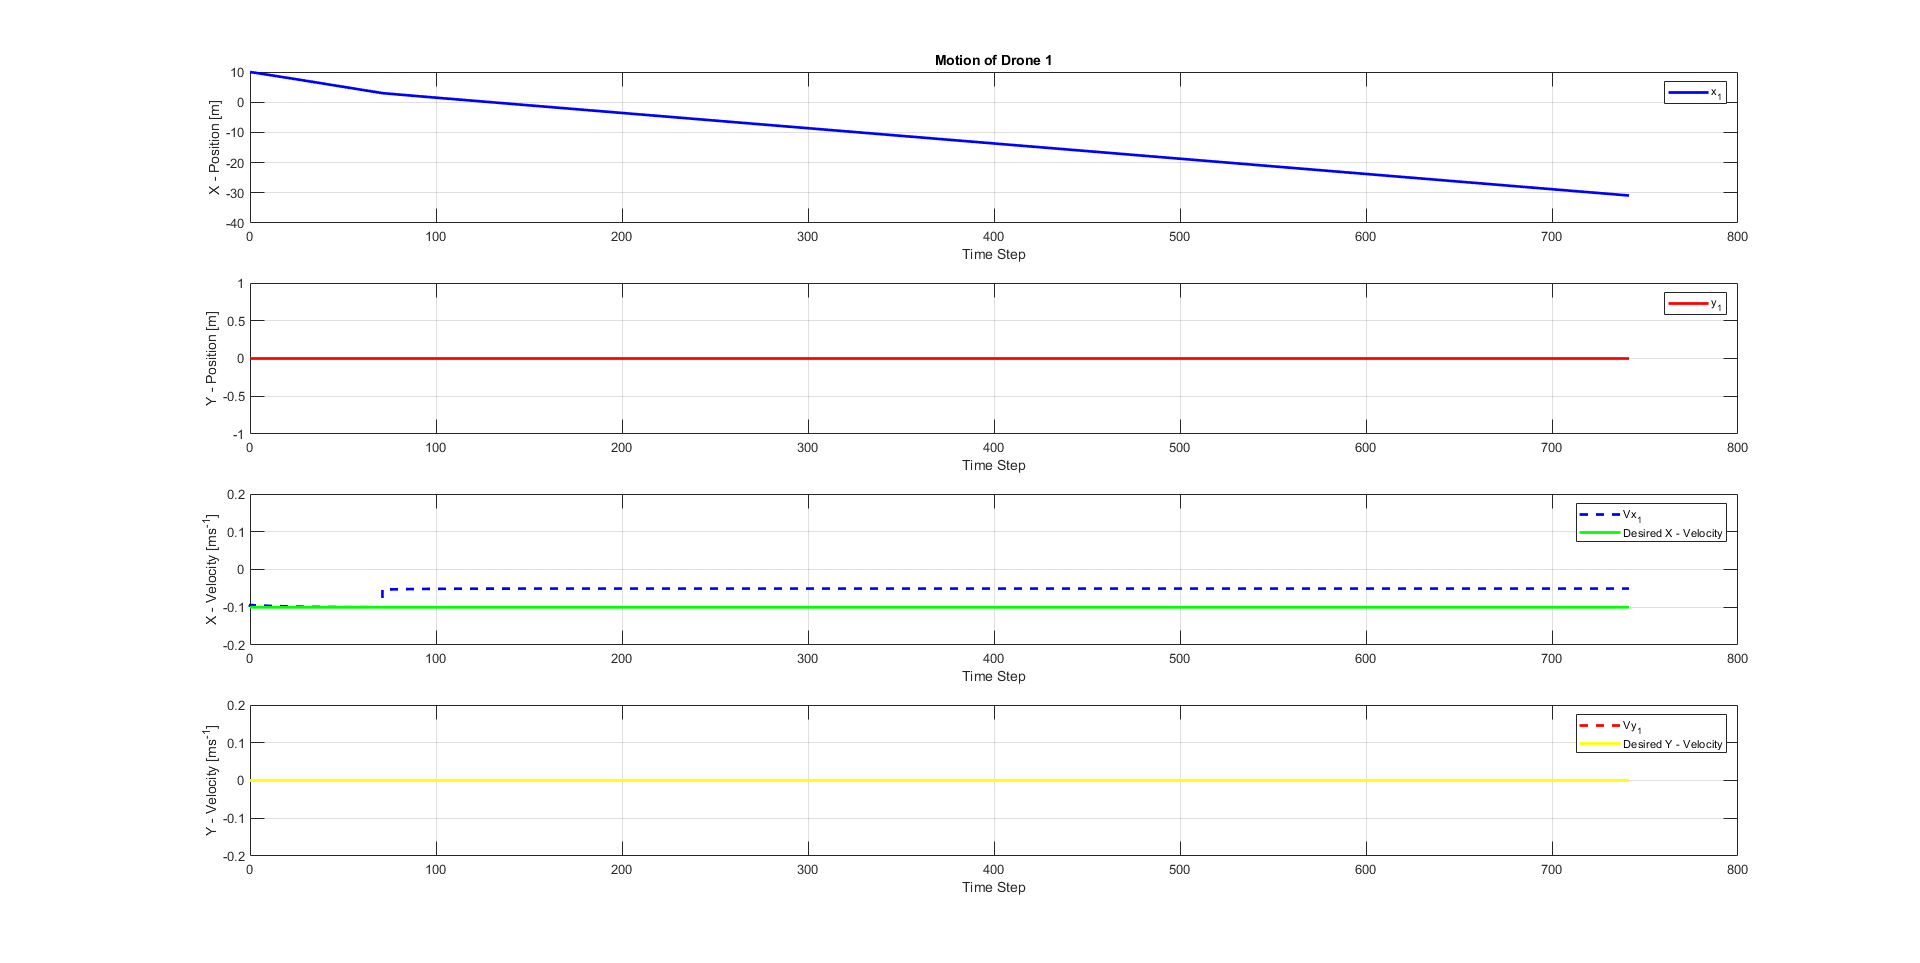 Motion of Drone 1
10
0
-10
-20
-30
-40
X - Position [m]
x1
0 100 200 300 400 500 600 700 800
Time Step
1
0.5
0
-0.5
-1
Y - Position [m]
y1
0 100 200 300 400 500 600 700 800
Time Step
0.2
0.1
0
-0.1
-0.2
X - Velocity [ms-1]
Vx1
Desired X - Velocity
0 100 200 300 400 500 600 700 800
Time Step
0.2
0.1
0
-0.1
-0.2
Y - Velocity [ms-1]
Vy1
Desired Y - Velocity
0 100 200 300 400 500 600 700 800
Time Step